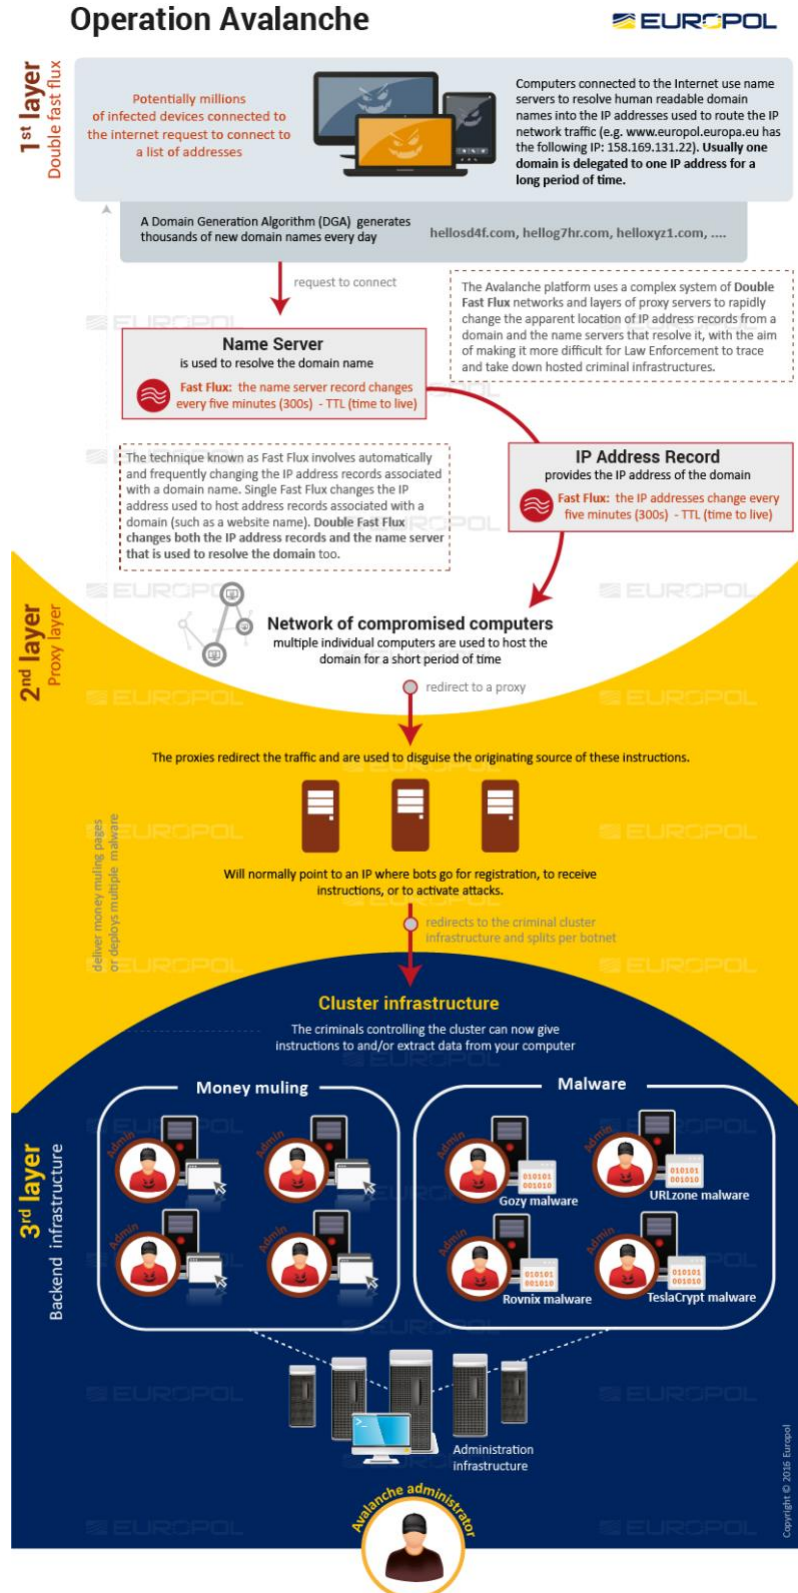 Operation Avalanche
EUROPOL
1st layer
Double fast flux
Potentially millions
of infected devices connected to
the internet request to connect to
a list of addresses
Computers connected to the Internet use name
servers to resolve human readable domain
names into the IP addresses used to route the IP
network traffic (e.g. www.europol.europa.eu has
the following IP: 158.169.131.22). Usually one
domain is delegated to one IP address for a
long period of time.
A Domain Generation Algorithm (DGA) generates
thousands of new domain names every day
hellosd4f.com, hellog7hr.com, helloxyz1.com, ....
request to connect
The Avalanche platform uses a complex system of Double
Fast Flux networks and layers of proxy servers to rapidly
change the apparent location of IP address records from a
domain and the name servers that resolve it, with the aim
of making it more difficult for Law Enforcement to trace
and take down hosted criminal infrastructures.
Name Server
is used to resolve the domain name
Fast Flux: the name server record changes
every five minutes (300s) - TTL (time to live)
The technique known as Fast Flux involves automatically
and frequently changing the IP address records associated
with a domain name. Single Fast Flux changes the IP
address used to host address records associated with a
domain (such as a website name). Double Fast Flux
changes both the IP address records and the name server
that is used to resolve the domain too.
IP Address Record
provides the IP address of the domain
Fast Flux: the IP addresses change every
five minutes (300s) - TTL (time to live)
2nd layer
Proxy layer
Network of compromised computers
multiple individual computers are used to host the
domain for a short period of time
redirect to a proxy
The proxies redirect the traffic and are used to disguise the originating source of these instructions.
Will normally point to an IP where bots go for registration, to receive
instructions, or to activate attacks.
deliver money muling pages
or deploys multiple malware
redirects to the criminal cluster
infrastructure and splits per botnet
Cluster infrastructure
The criminals controlling the cluster can now give
instructions to and/or extract data from your computer
3rd layer
Backend infrastructure
Money muling
Admin
Admin
Admin
Admin
Malware
Admin
010101
001010
Gozy malware
Admin
010101
001010
URLzone malware
Admin
010101
001010
Rovnix malware
Admin
010101
001010
TeslaCrypt malware
Administration
infrastructure
Avalanche administrator
Copyright © 2016 Europol